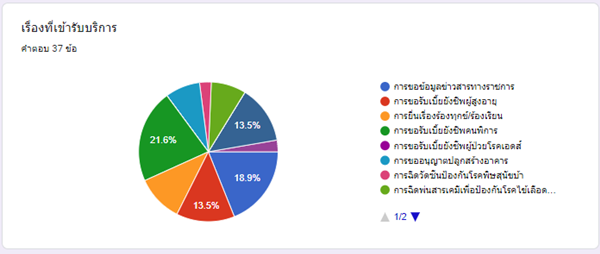 เรื่องที่เข้ารับบริการ
คำตอบ 37 ข้อ
13.5%
21.6%
18.9%
13.5%
การขอข้อมูลข่าวสารทางราชการ
การขอรับเบี้ยยังชีพผู้สูงอายุ
การยื่นเรื่องร้องทุกข์/ร้องเรียน
การขอรับเบี้ยยังชีพคนพิการ
การขอรับเบี้ยยังชีพผู้ป่วยโรคเอดส์
การขออนุญาตปลูกสร้างอาคาร
การฉีดวัคซีนป้องกันโรคพิษสุนัขบ้า
การฉีดพ่นสารเคมีเพื่อป้องกันโรคไข้เลือด...
1/2